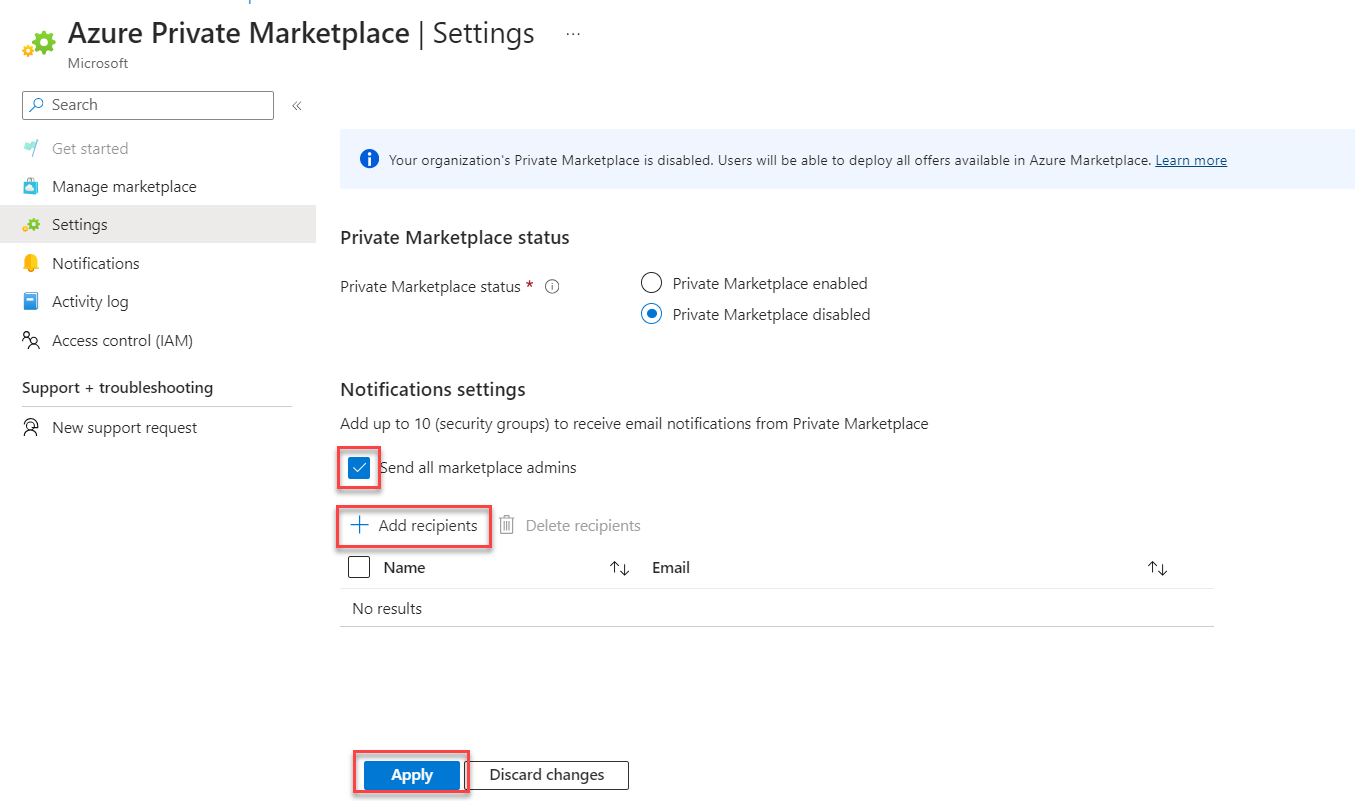 Azure Private Marketplace | Settings ...
Microsoft
Search «
Get started
Manage marketplace
Settings
Notifications
Activity log
Access control (IAM)
Support + troubleshooting
New support request
Your organization's Private Marketplace is disabled. Users will be able to deploy all offers available in Azure Marketplace. Learn more
Private Marketplace status
Private Marketplace status *
Private Marketplace enabled
Private Marketplace disabled
Notifications settings
Add up to 10 (security groups) to receive email notifications from Private Marketplace
Send all marketplace admins
Add recipients Delete recipients
Name Email
No results
Apply Discard changes